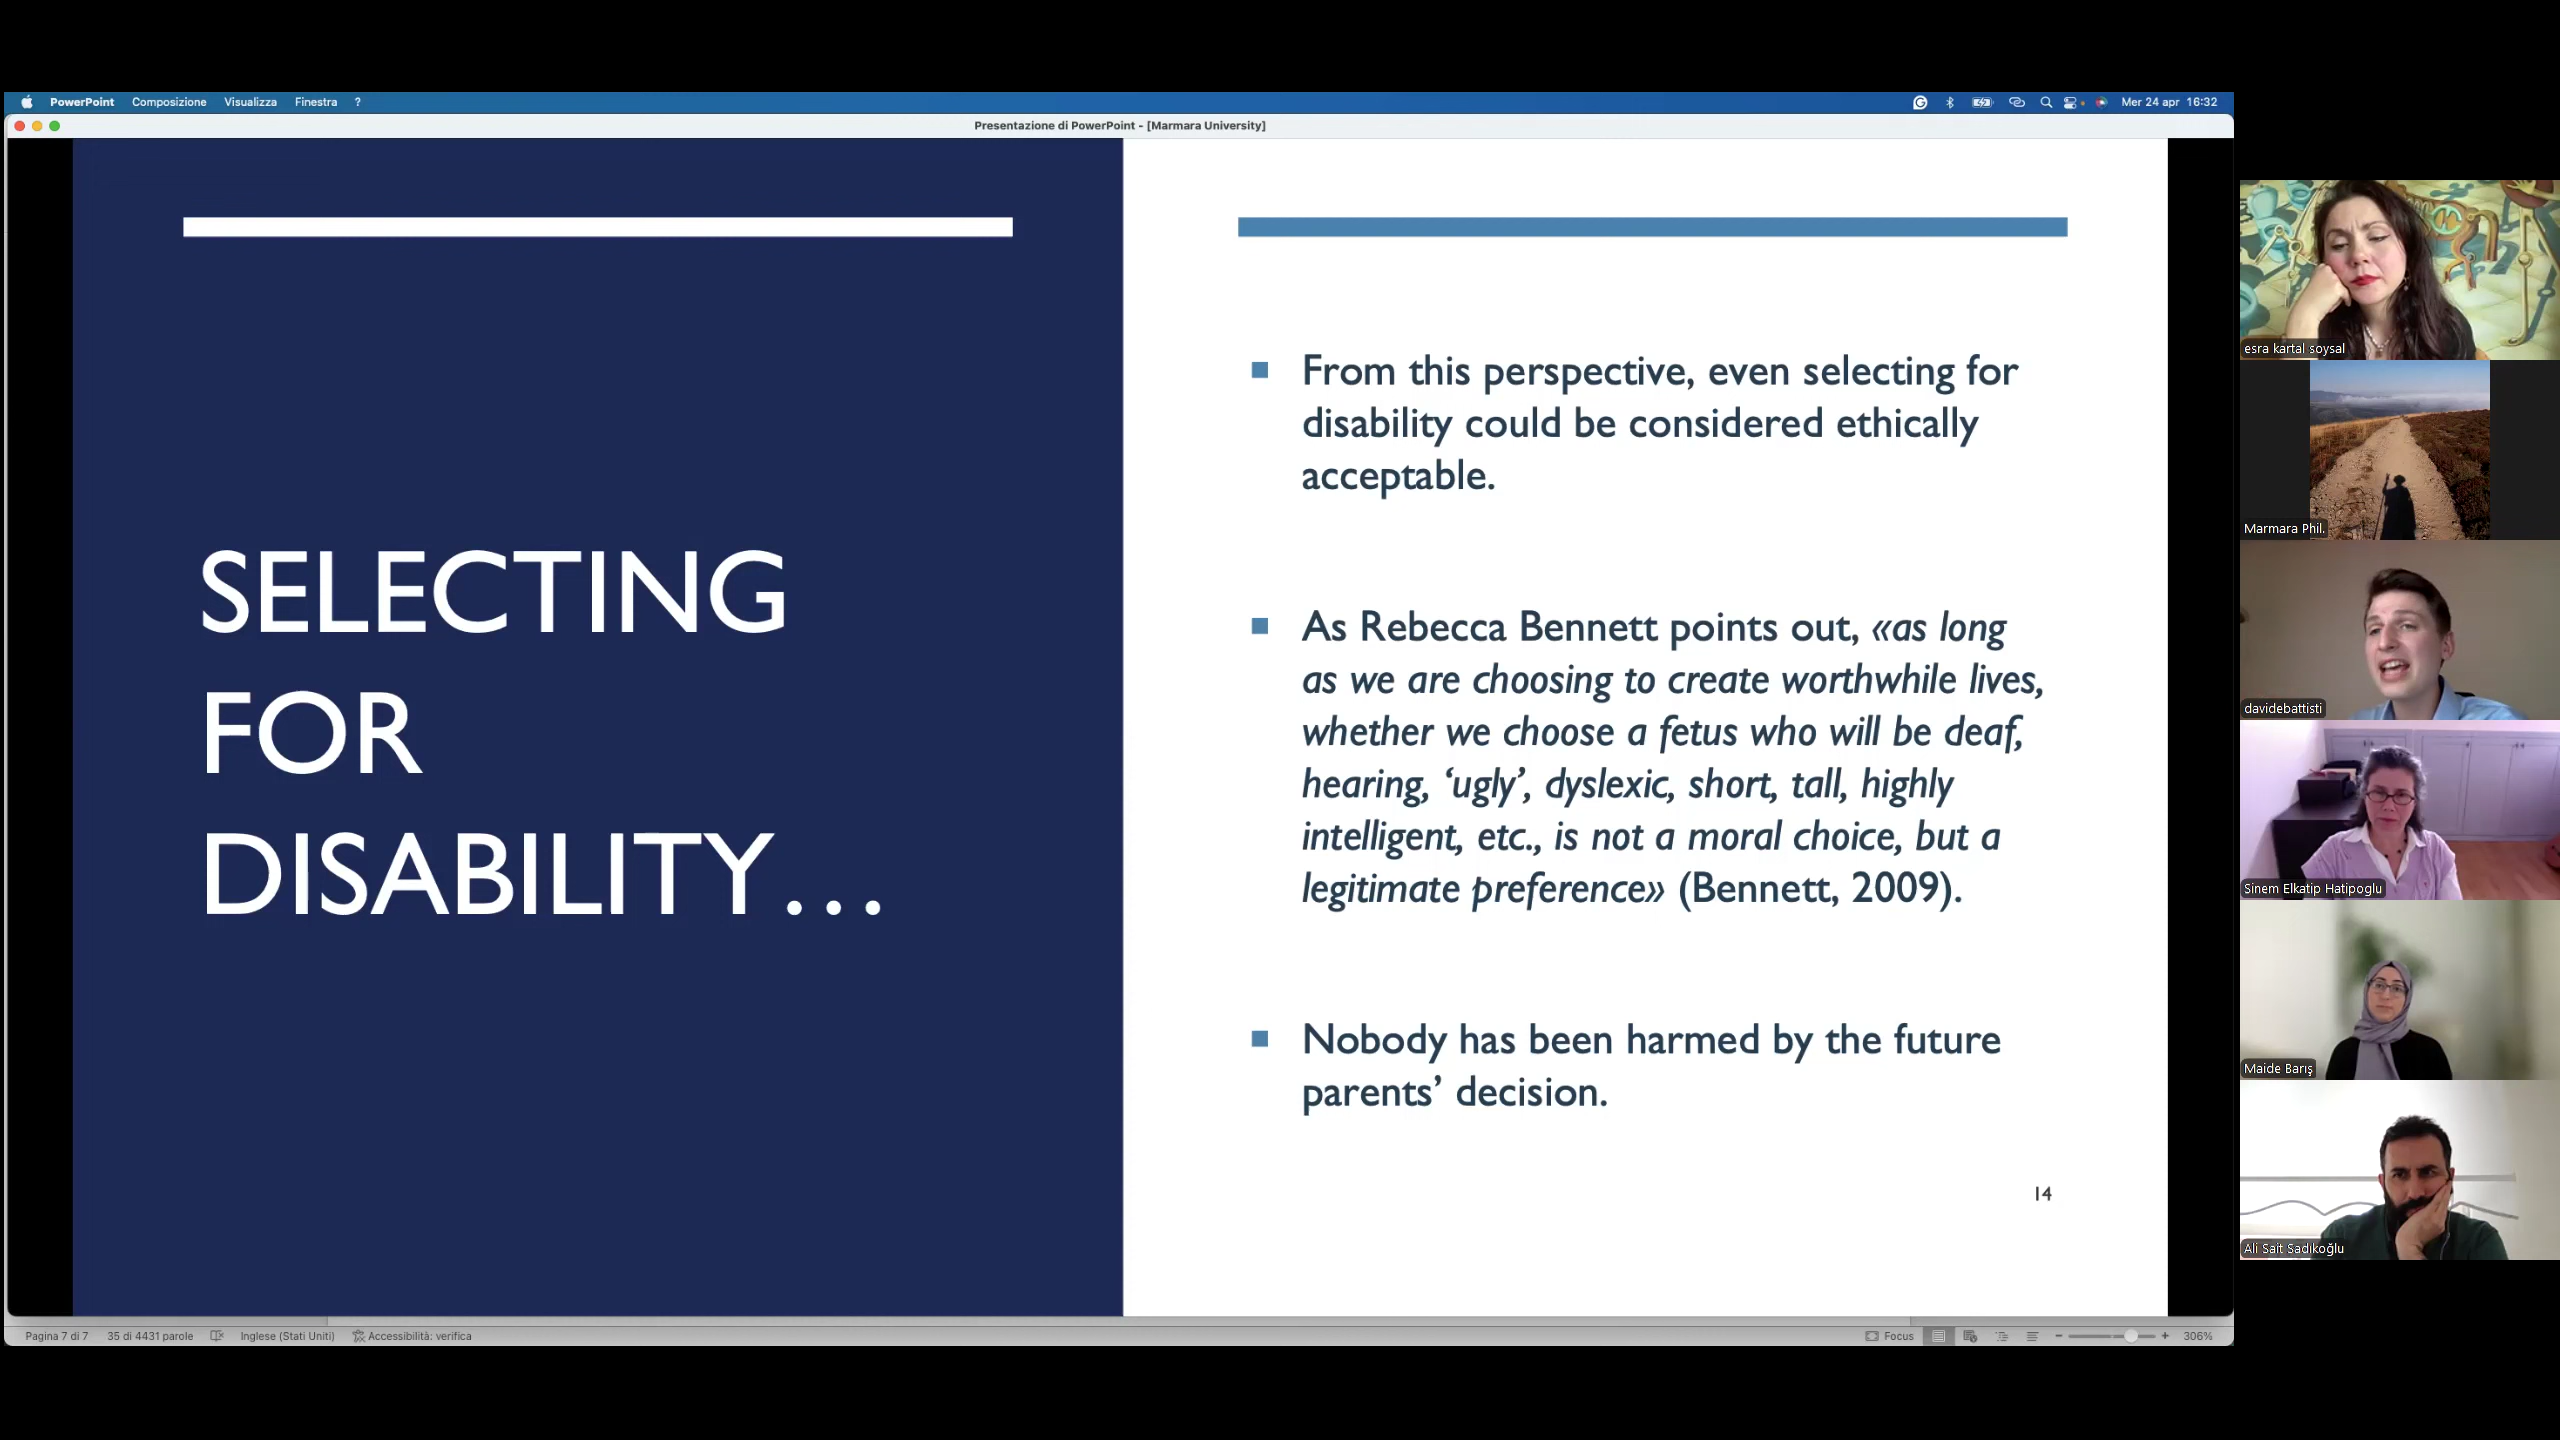 PowerPoint Composizione Visualizza Finestra ?
Mer 24 apr 16:32
Presentazione di PowerPoint - [Marmara University]
SELECTING
FOR
DISABILITY…
From this perspective, even selecting for
disability could be considered ethically
acceptable.
As Rebecca Bennett points out, «as long
as we are choosing to create worthwhile lives,
whether we choose a fetus who will be deaf,
hearing, ‘ugly’, dyslexic, short, tall, highly
intelligent, etc., is not a moral choice, but a
legitimate preference» (Bennett, 2009).
Nobody has been harmed by the future
parents’ decision.
14
Pagina 7 di 7 35 di 4431 parole Inglese (Stati Uniti) Accessibilità: verifica
Focus 306%
esra kartal soysal
Marmara Phil.
davidebattisti
Sinem Elkatip Hatipoglu
Maide Barış
Ali Sait Sadıkoğlu